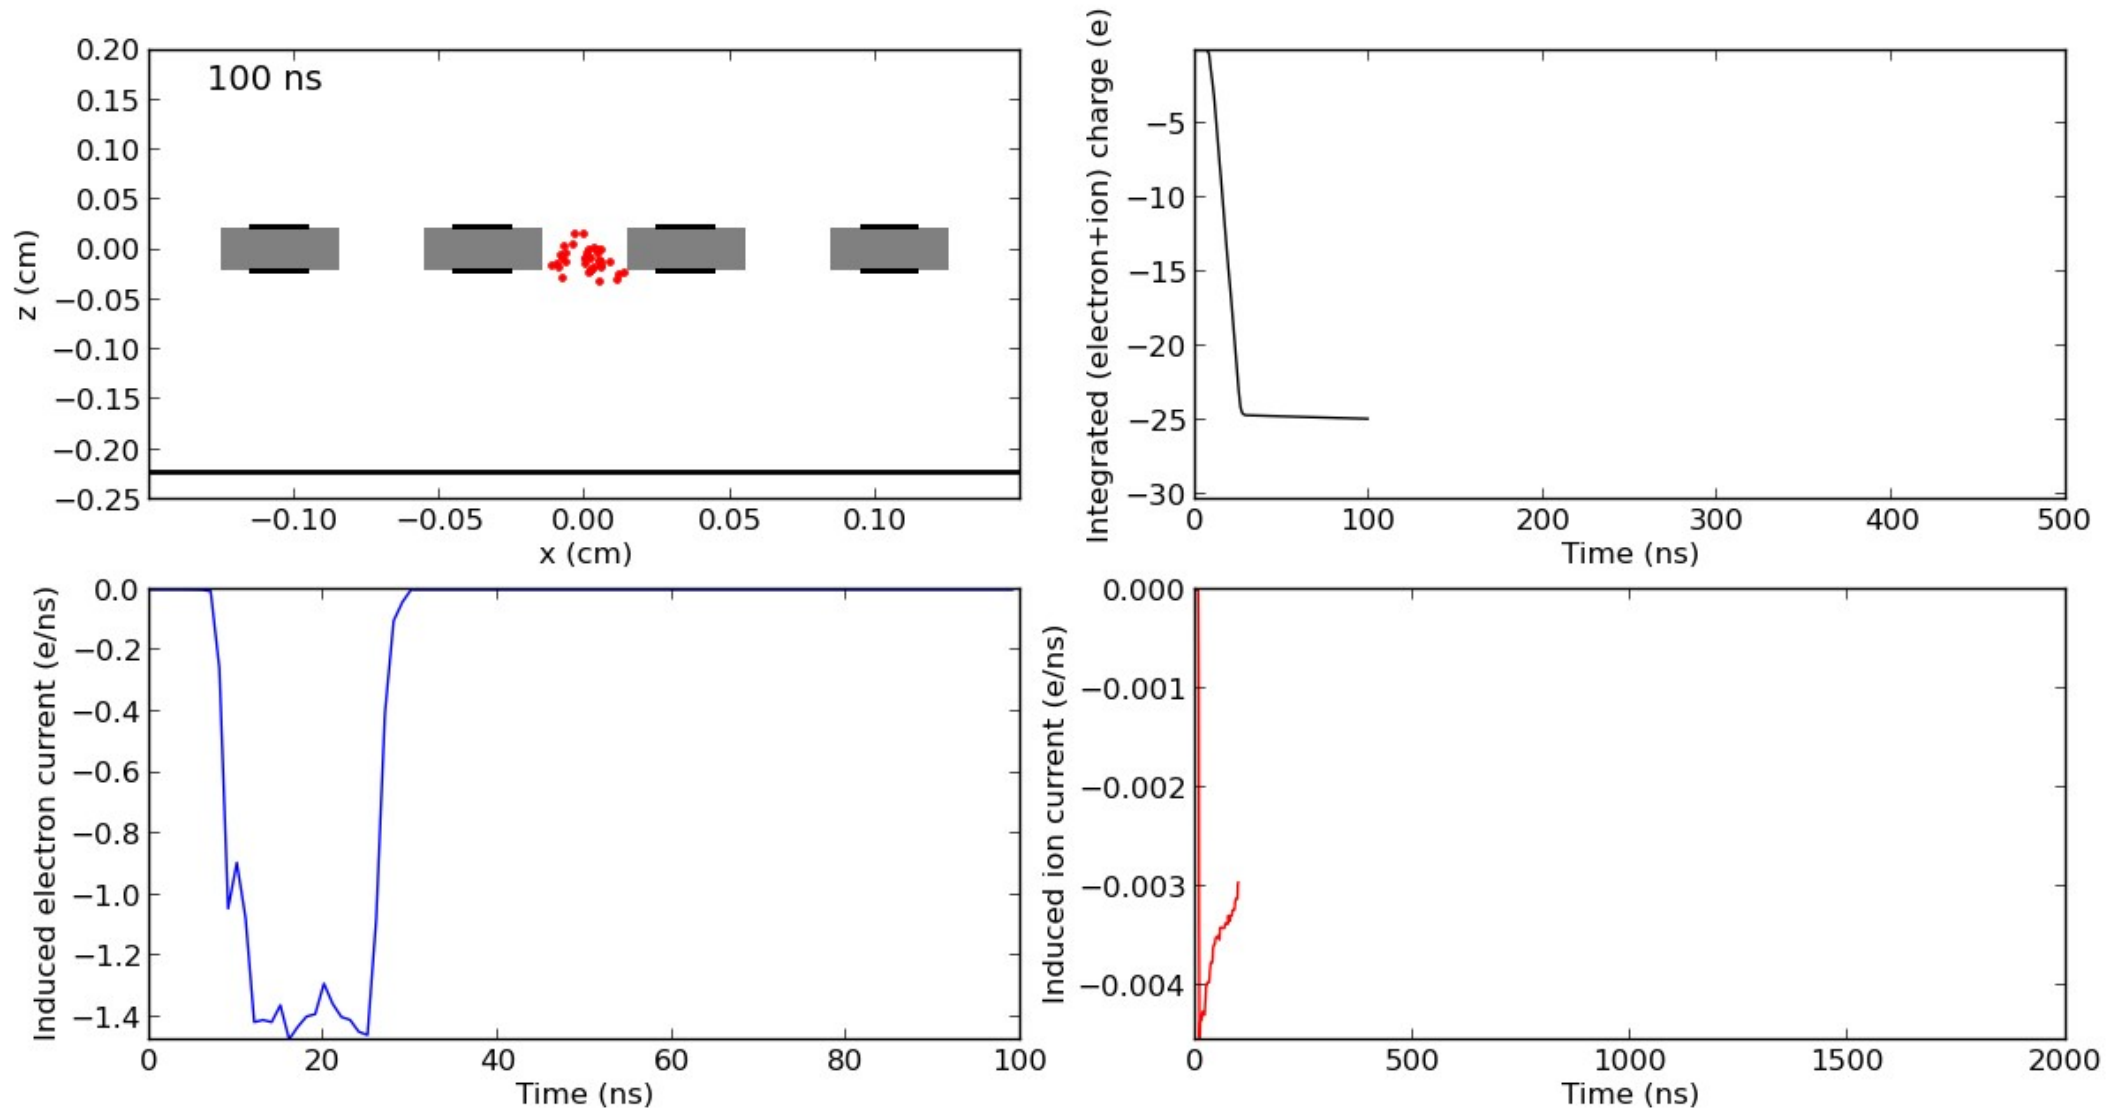 100 ns
0.20
0.15
0.10
0.05
0.00
−0.05
−0.10
−0.15
−0.20
−0.25
z (cm)
−0.10 −0.05 0.00 0.05 0.10
x (cm)
Integrated (electron+ion) charge (e)
−5
−10
−15
−20
−25
−30
0 100 200 300 400 500
Time (ns)
Induced electron current (e/ns)
0.0
−0.2
−0.4
−0.6
−0.8
−1.0
−1.2
−1.4
0 20 40 60 80 100
Time (ns)
Induced ion current (e/ns)
0.000
−0.001
−0.002
−0.003
−0.004
0 500 1000 1500 2000
Time (ns)